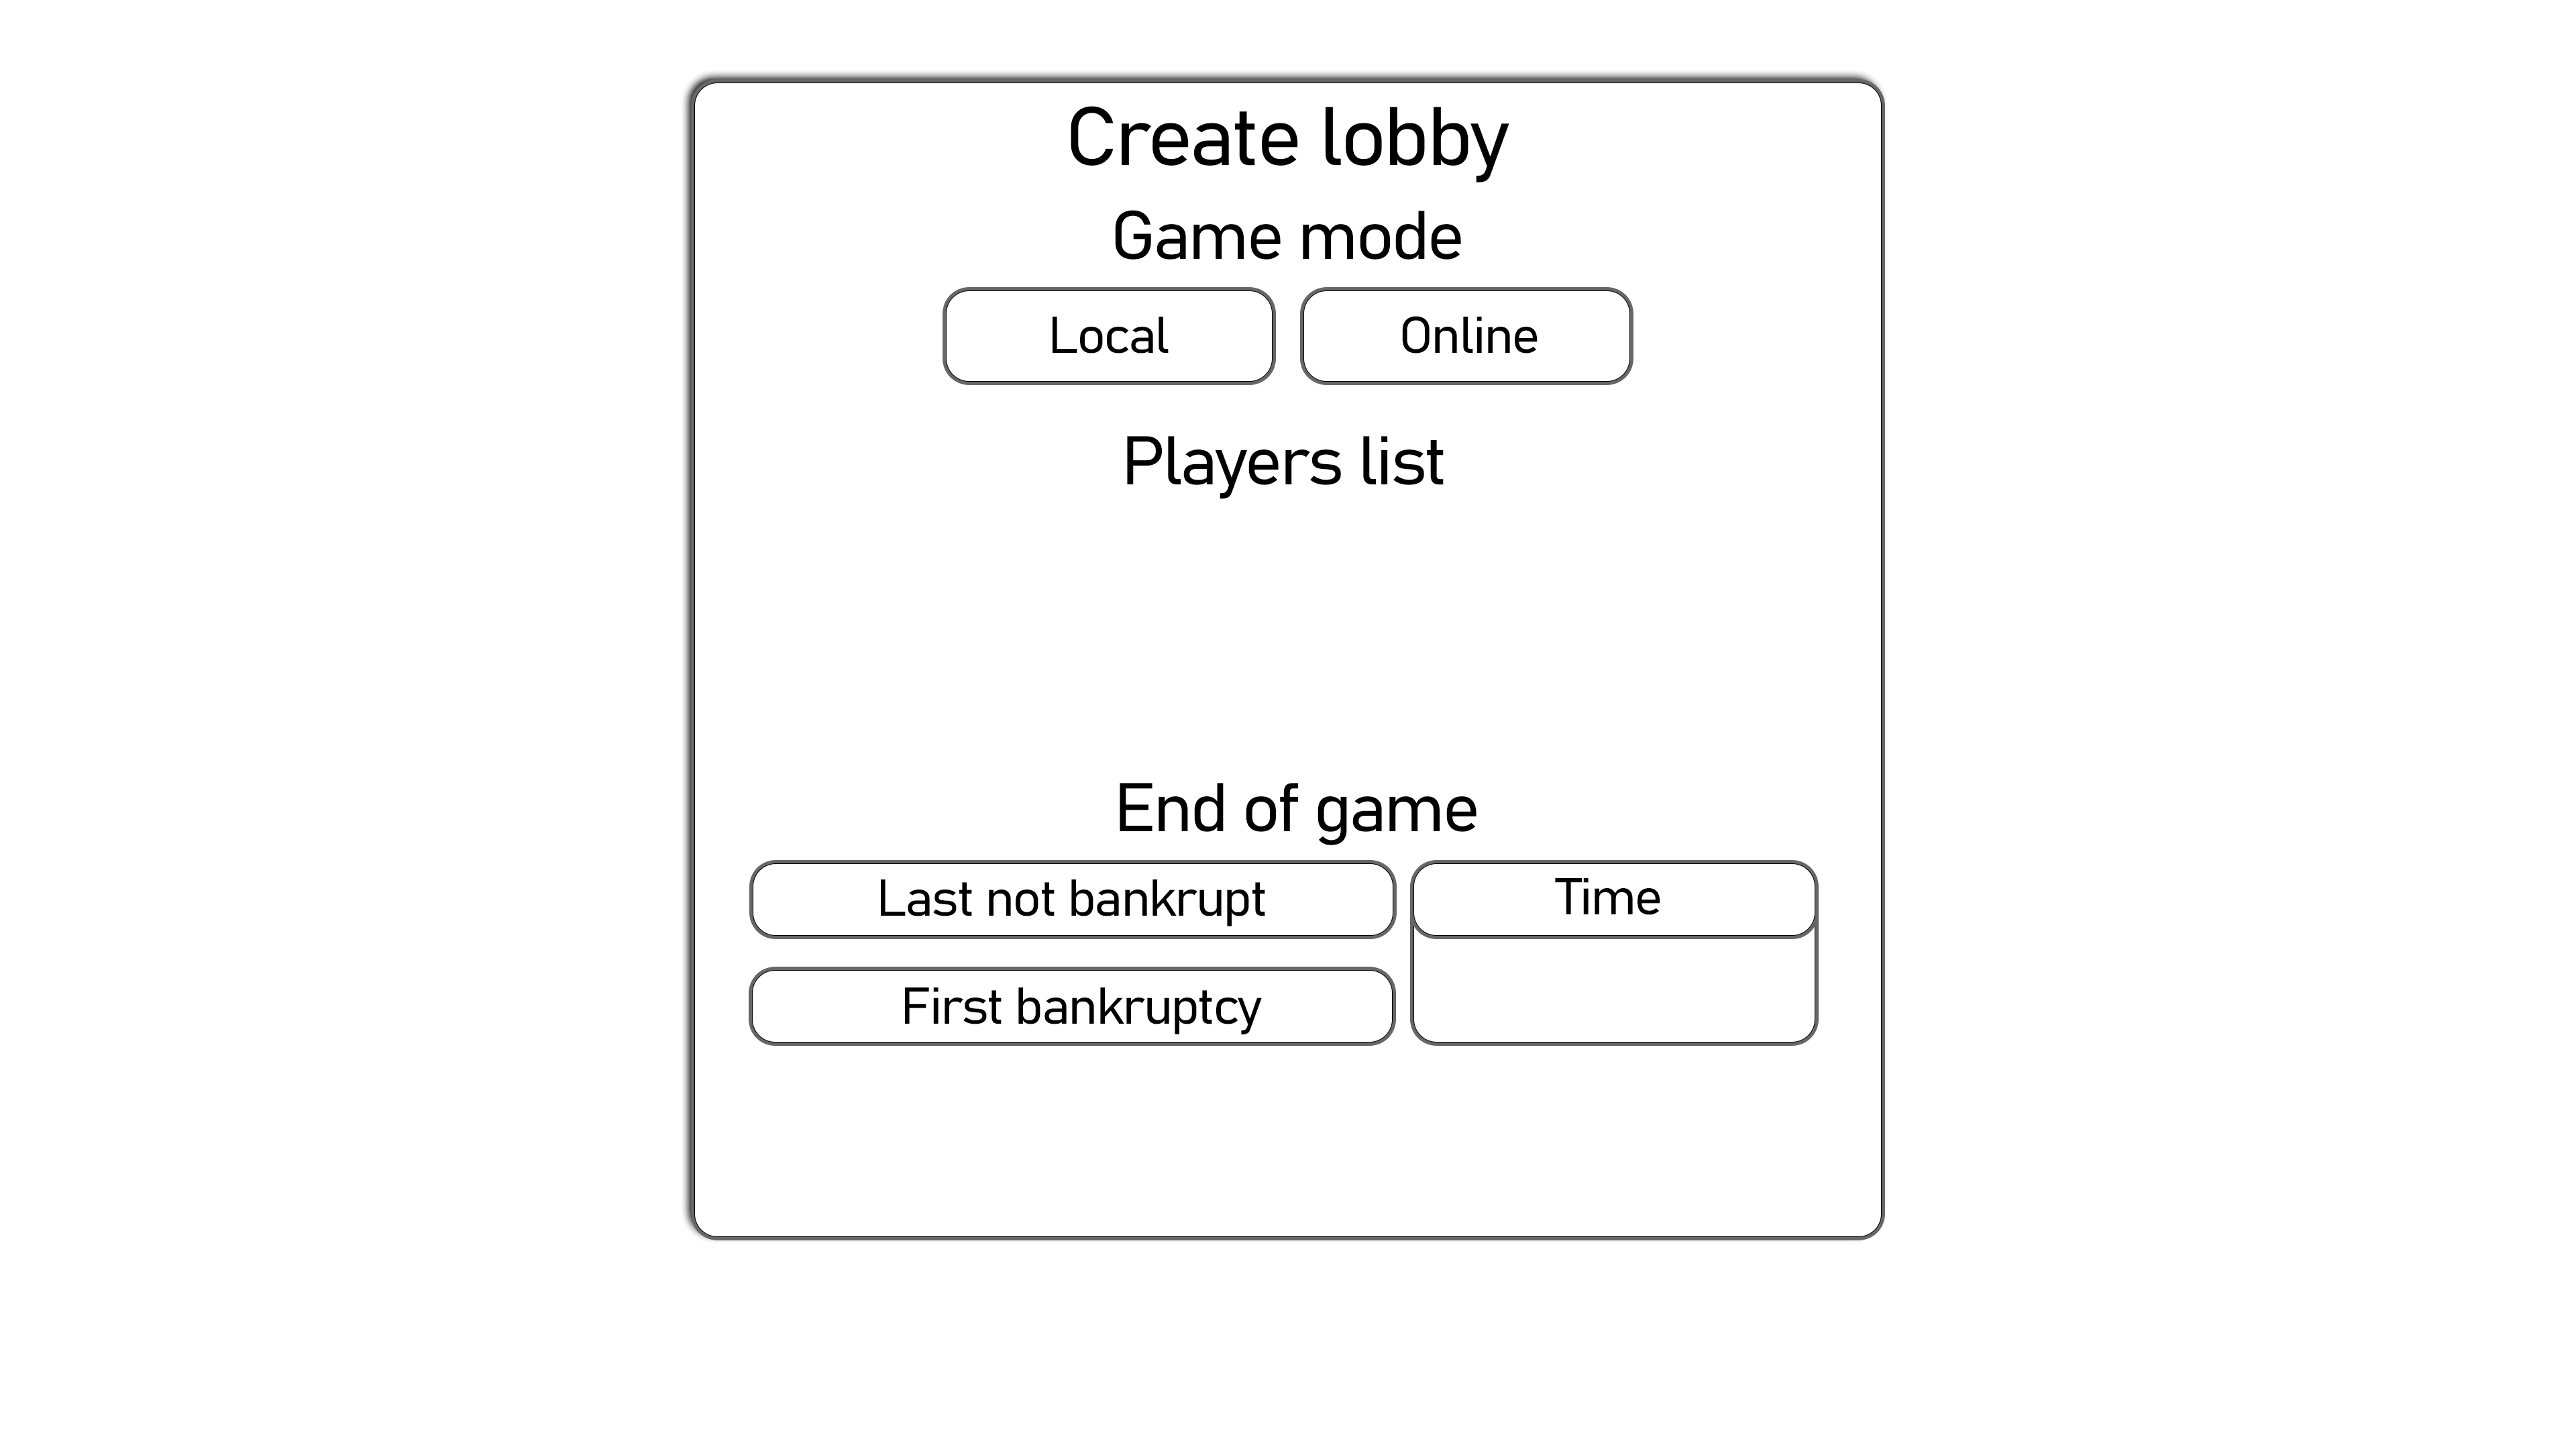 Create lobby
Game mode
Local
Online
Players list
End of game
Last not bankrupt
Time
First bankruptcy